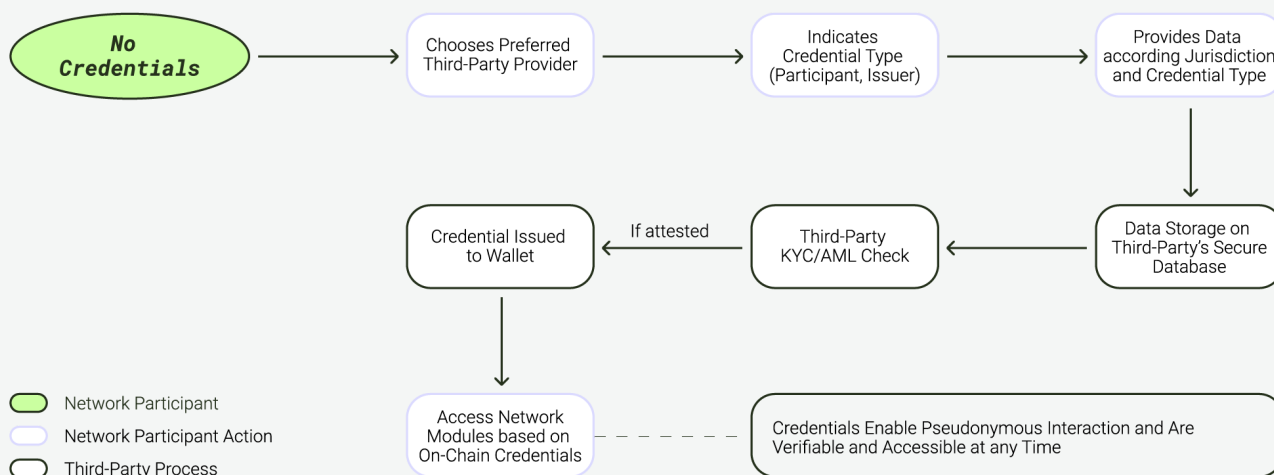 No
Credentials
Chooses Preferred
Third-Party Provider
Indicates
Credential Type
(Participant, Issuer)
Provides Data
according Jurisdiction
and Credential Type
Credential Issued
to Wallet
If attested
Third-Party
KYC/AML Check
Data Storage on
Third-Party's Secure
Database
Network Participant
Network Participant Action
Third-Party Process
Access Network
Modules based on
On-Chain Credentials
Credentials Enable Pseudonymous Interaction and Are
Verifiable and Accessible at any Time